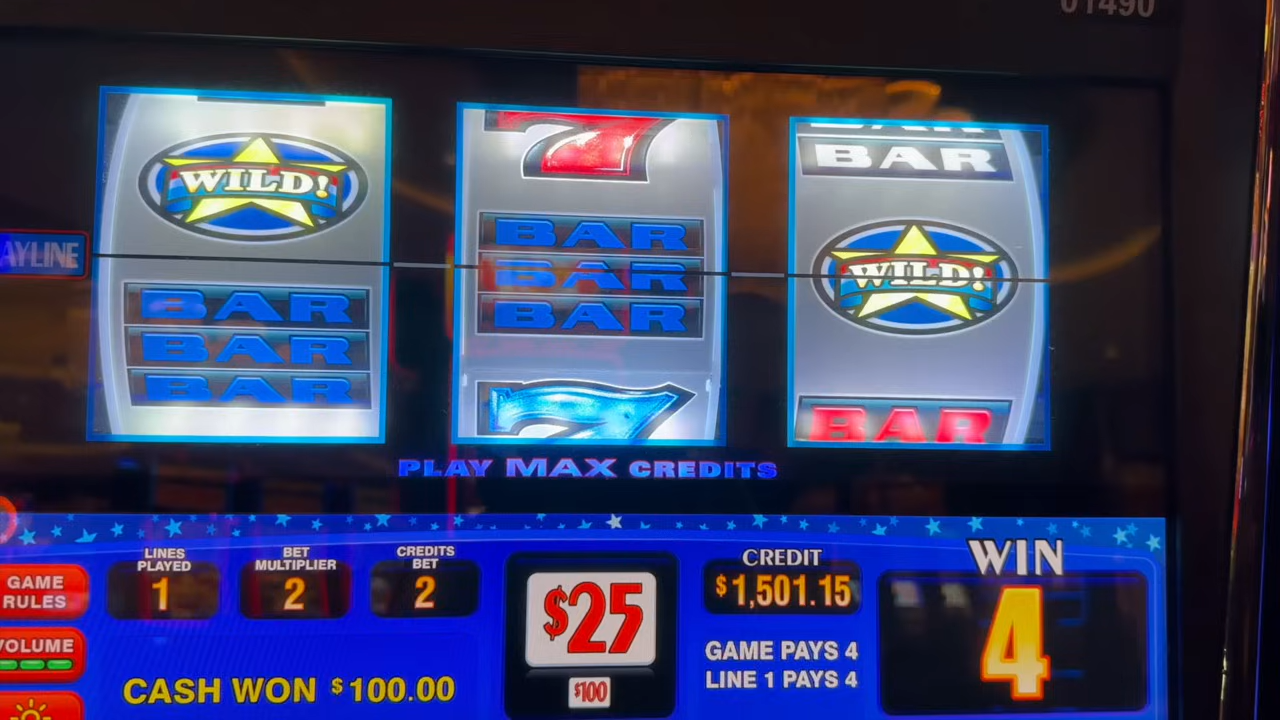 01490
WILD!
BAR
BAR
BAR
7
BAR
BAR
BAR
7
BAR
WILD!
BAR
AYLINE
PLAY MAX CREDITS
GAME
RULES
VOLUME
LINES
PLAYED
1
BET
MULTIPLIER
2
CREDITS
BET
2
CASH WON $100.00
$25
$100
CREDIT
$1,501.15
GAME PAYS 4
LINE 1 PAYS 4
WIN
4